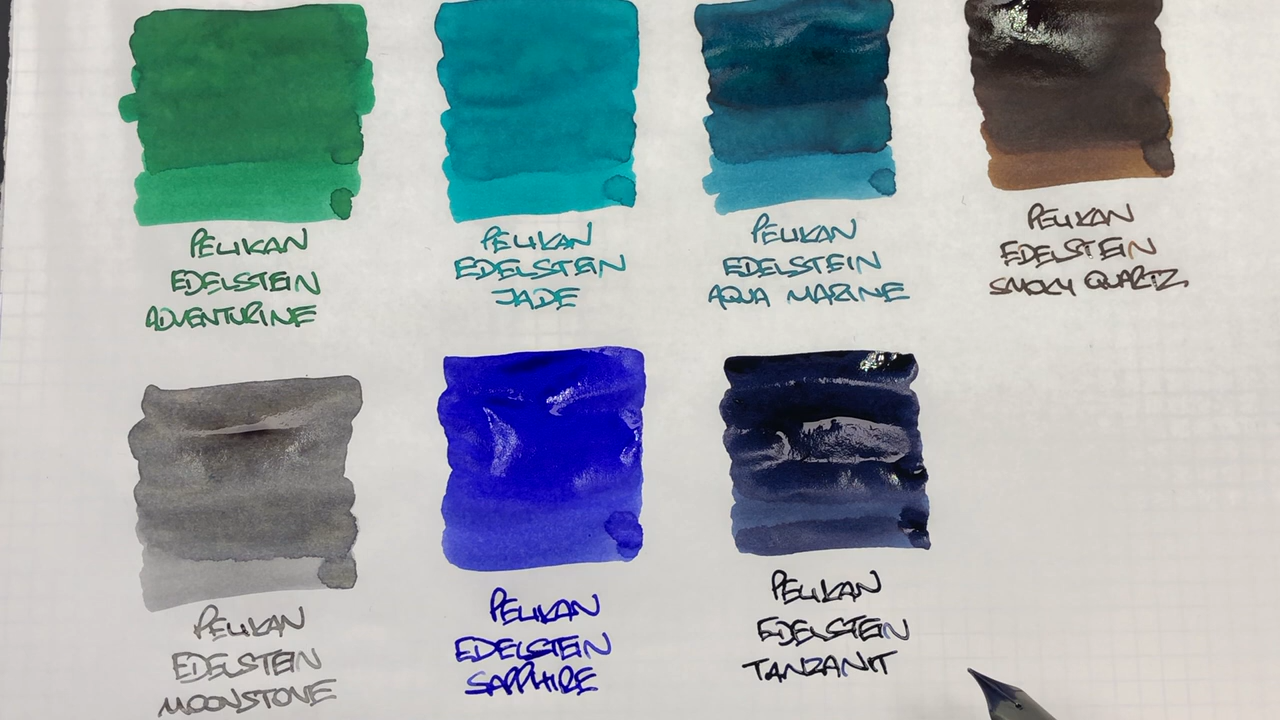 PELIKAN
EDELSSTEIN
ADVENTURINE
PELIKAN
EDELSTEIN
JADE
PELIKAN
EDELSTEIN
AQUA MARINE
PELIKAN
EDELSTEIN
SMOKY QUARTZ
PELIKAN
EDELSTEIN
MOONSTONE
PELIKAN
EDELSTEIN
SAPPHIRE
PELIKAN
EDELSTEIN
TANZANIT